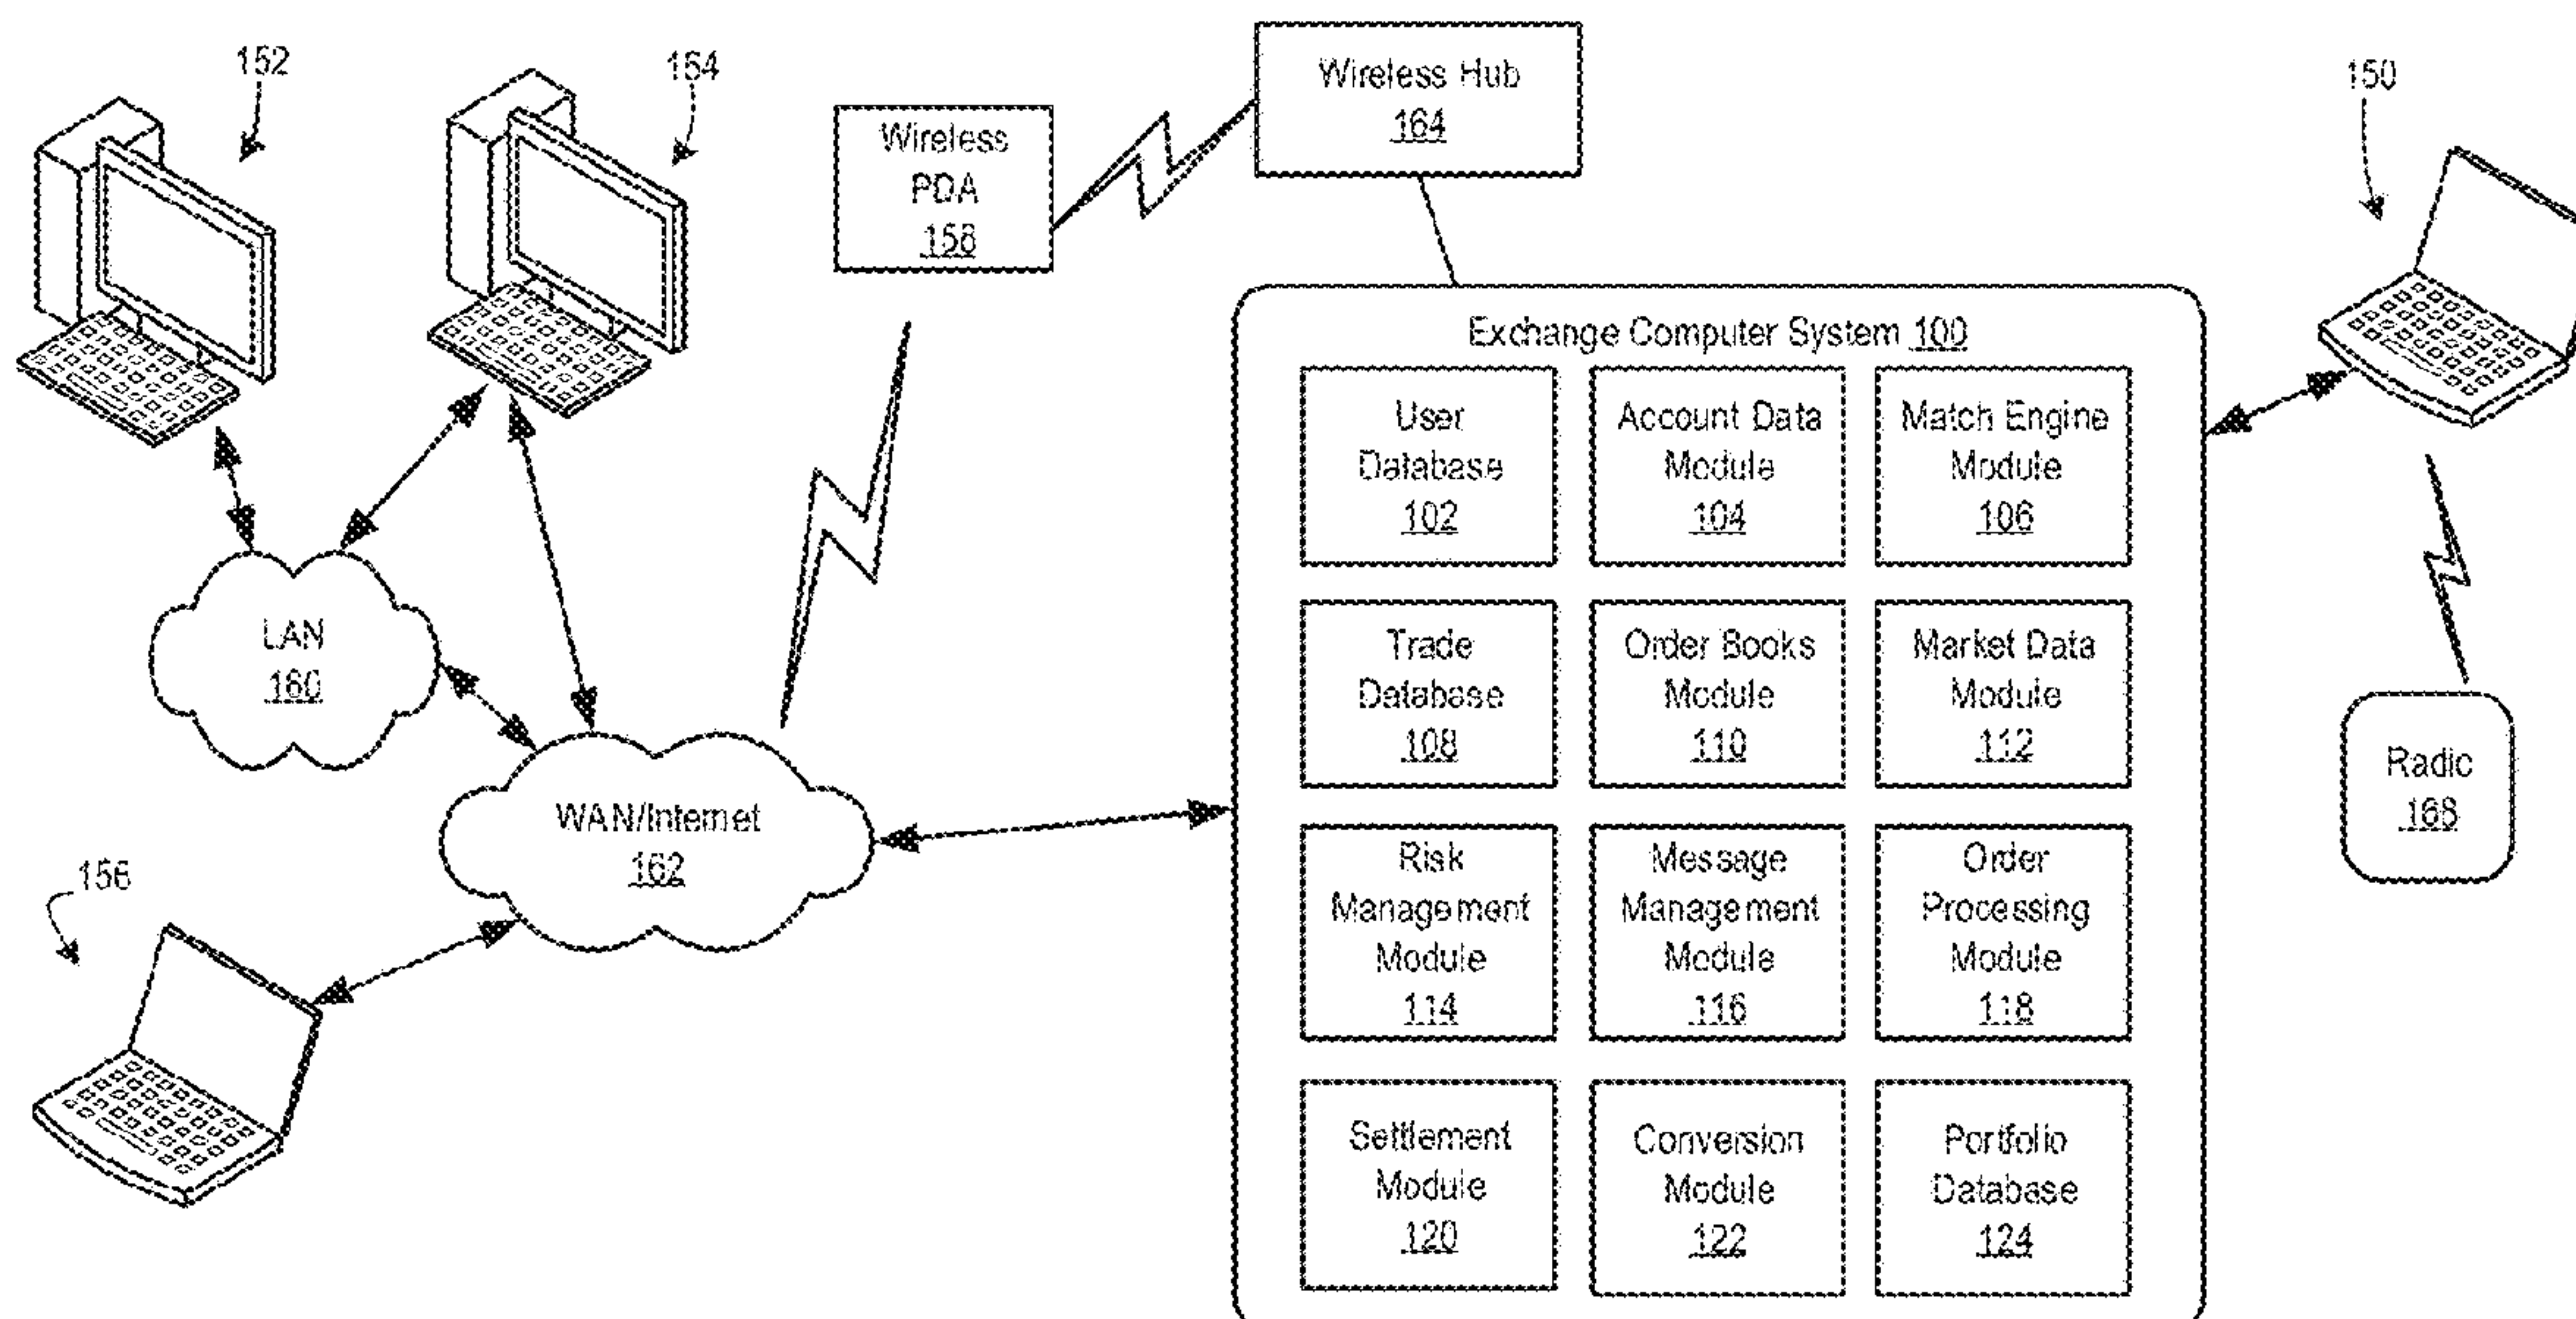 152
154
Wireless Hub
164
150
Wireless
PDA
158
Exchange Computer System 100
User
Database
102
Account Data
Module
104
Match Engine
Module
106
LAN
160
Trade
Database
108
Order Books
Module
110
Market Data
Module
112
Radic
168
WAN/Internet
162
156
Risk
Management
Module
114
Message
Management
Module
116
Order
Processing
Module
118
Settlement
Module
120
Conversion
Module
122
Portfolio
Database
124